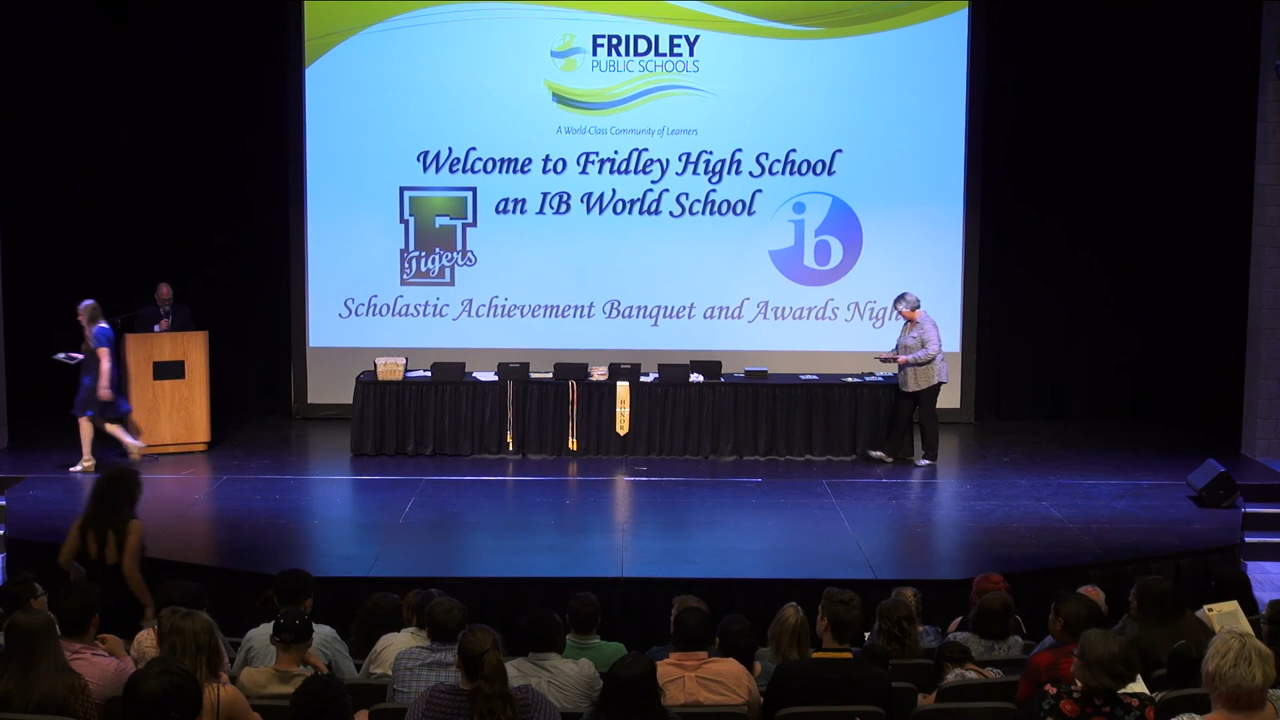 FRIDLEY
PUBLIC SCHOOLS
A World-Class Community of Learners
Welcome to Fridley High School
an IB World School
F
Tigers
ib
Scholastic Achievement Banquet and Awards Nigh
HONOR